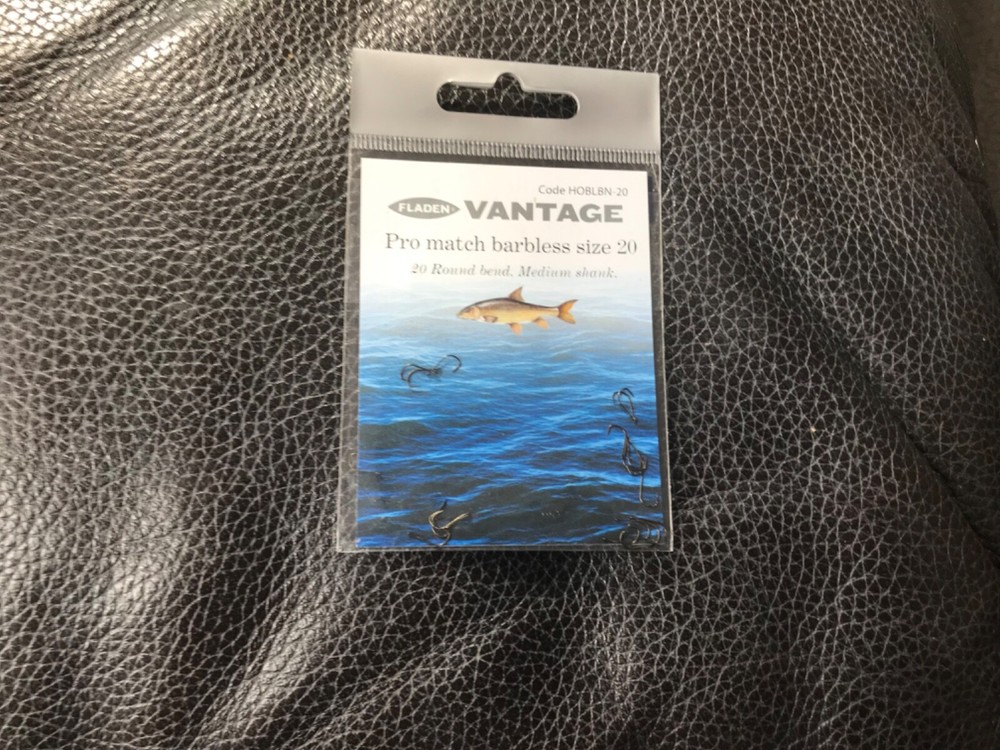 Code HOBLBN-20
FLADEN VANTAGE
Pro match barbless size 20
20 Round bend. Medium shank.